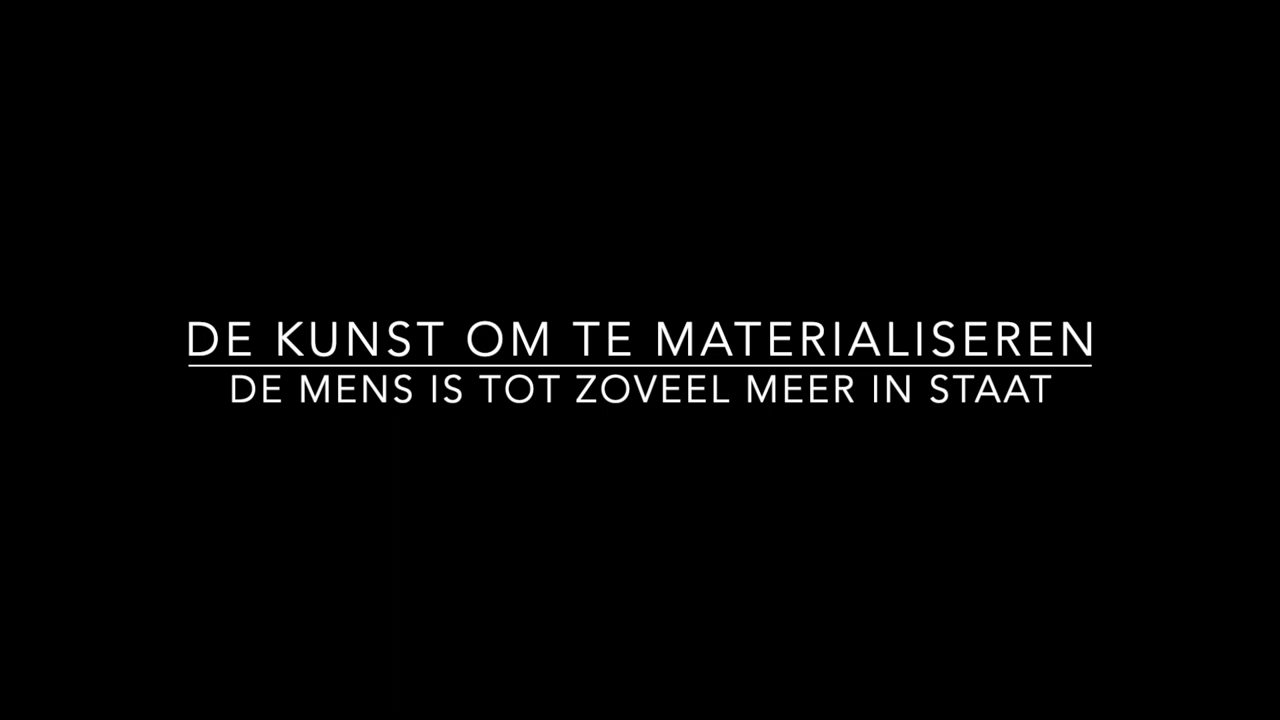 DE KUNST OM TE MATERIALISEREN
DE MENS IS TOT ZOVEEL MEER IN STAAT